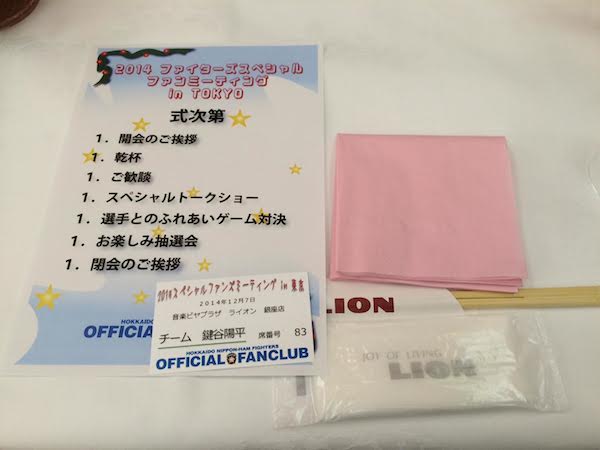 2014 ファイターズスペシャル
ファンミーティング
in TOKYO
式次第
1. 開会のご挨拶
1. 乾杯
1. ご歓談
1. スペシャルトークショー
1. 選手とのふれあいゲーム対決
1. お楽しみ抽選会
1. 閉会のご挨拶
HOKKAIDO
OFFICIAL
2014スペシャルファンズミーティング in 東京
2014年12月7日
音楽ビヤプラザ ライオン 銀座店
チーム 鍵谷陽平 席番号 83
HOKKAIDO NIPPON-HAM FIGHTERS
OFFICIAL FANCLUB
LION
JOY OF LIVING
LION